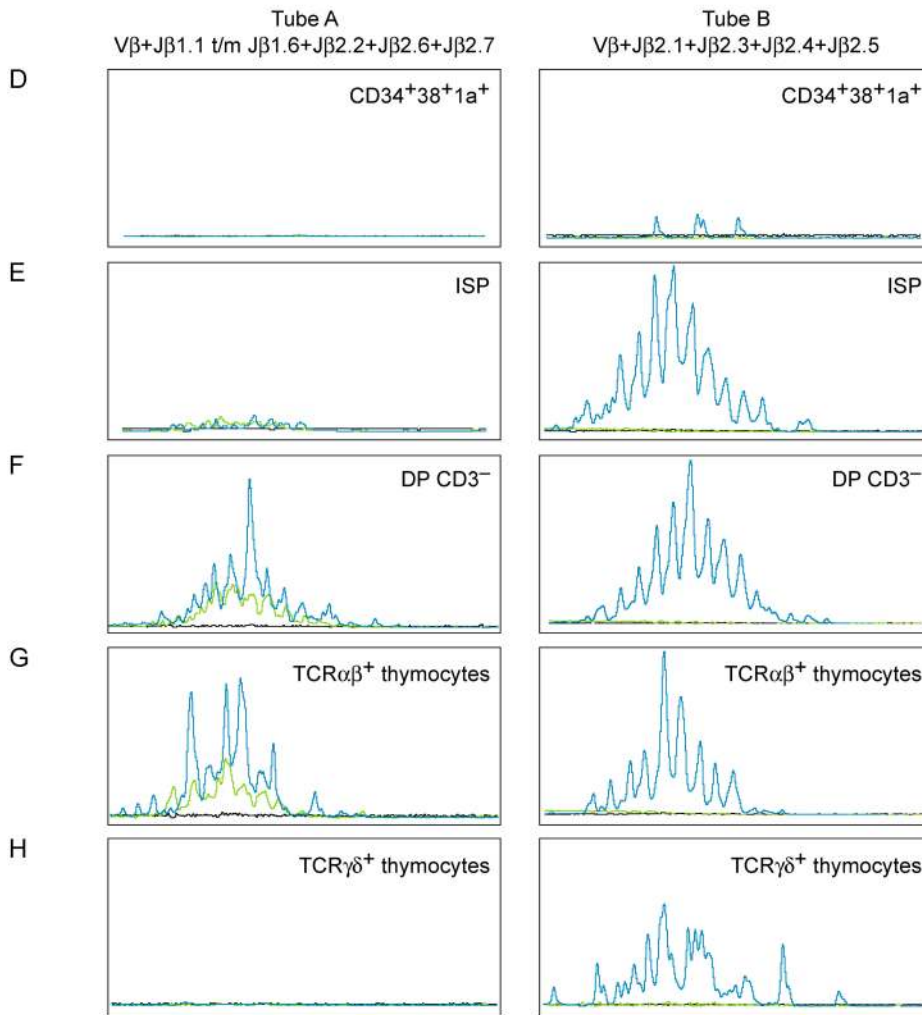 Tube A
Vβ+Jβ1.1 t/m Jβ1.6+Jβ2.2+Jβ2.6+Jβ2.7
Tube B
Vβ+Jβ2.1+Jβ2.3+Jβ2.4+Jβ2.5
D
CD34⁺38⁺1a⁺
CD34⁺38⁺1a⁺
E
ISP
ISP
F
DP CD3⁻
DP CD3⁻
G
TCRαβ⁺ thymocytes
TCRαβ⁺ thymocytes
H
TCRγδ⁺ thymocytes
TCRγδ⁺ thymocytes